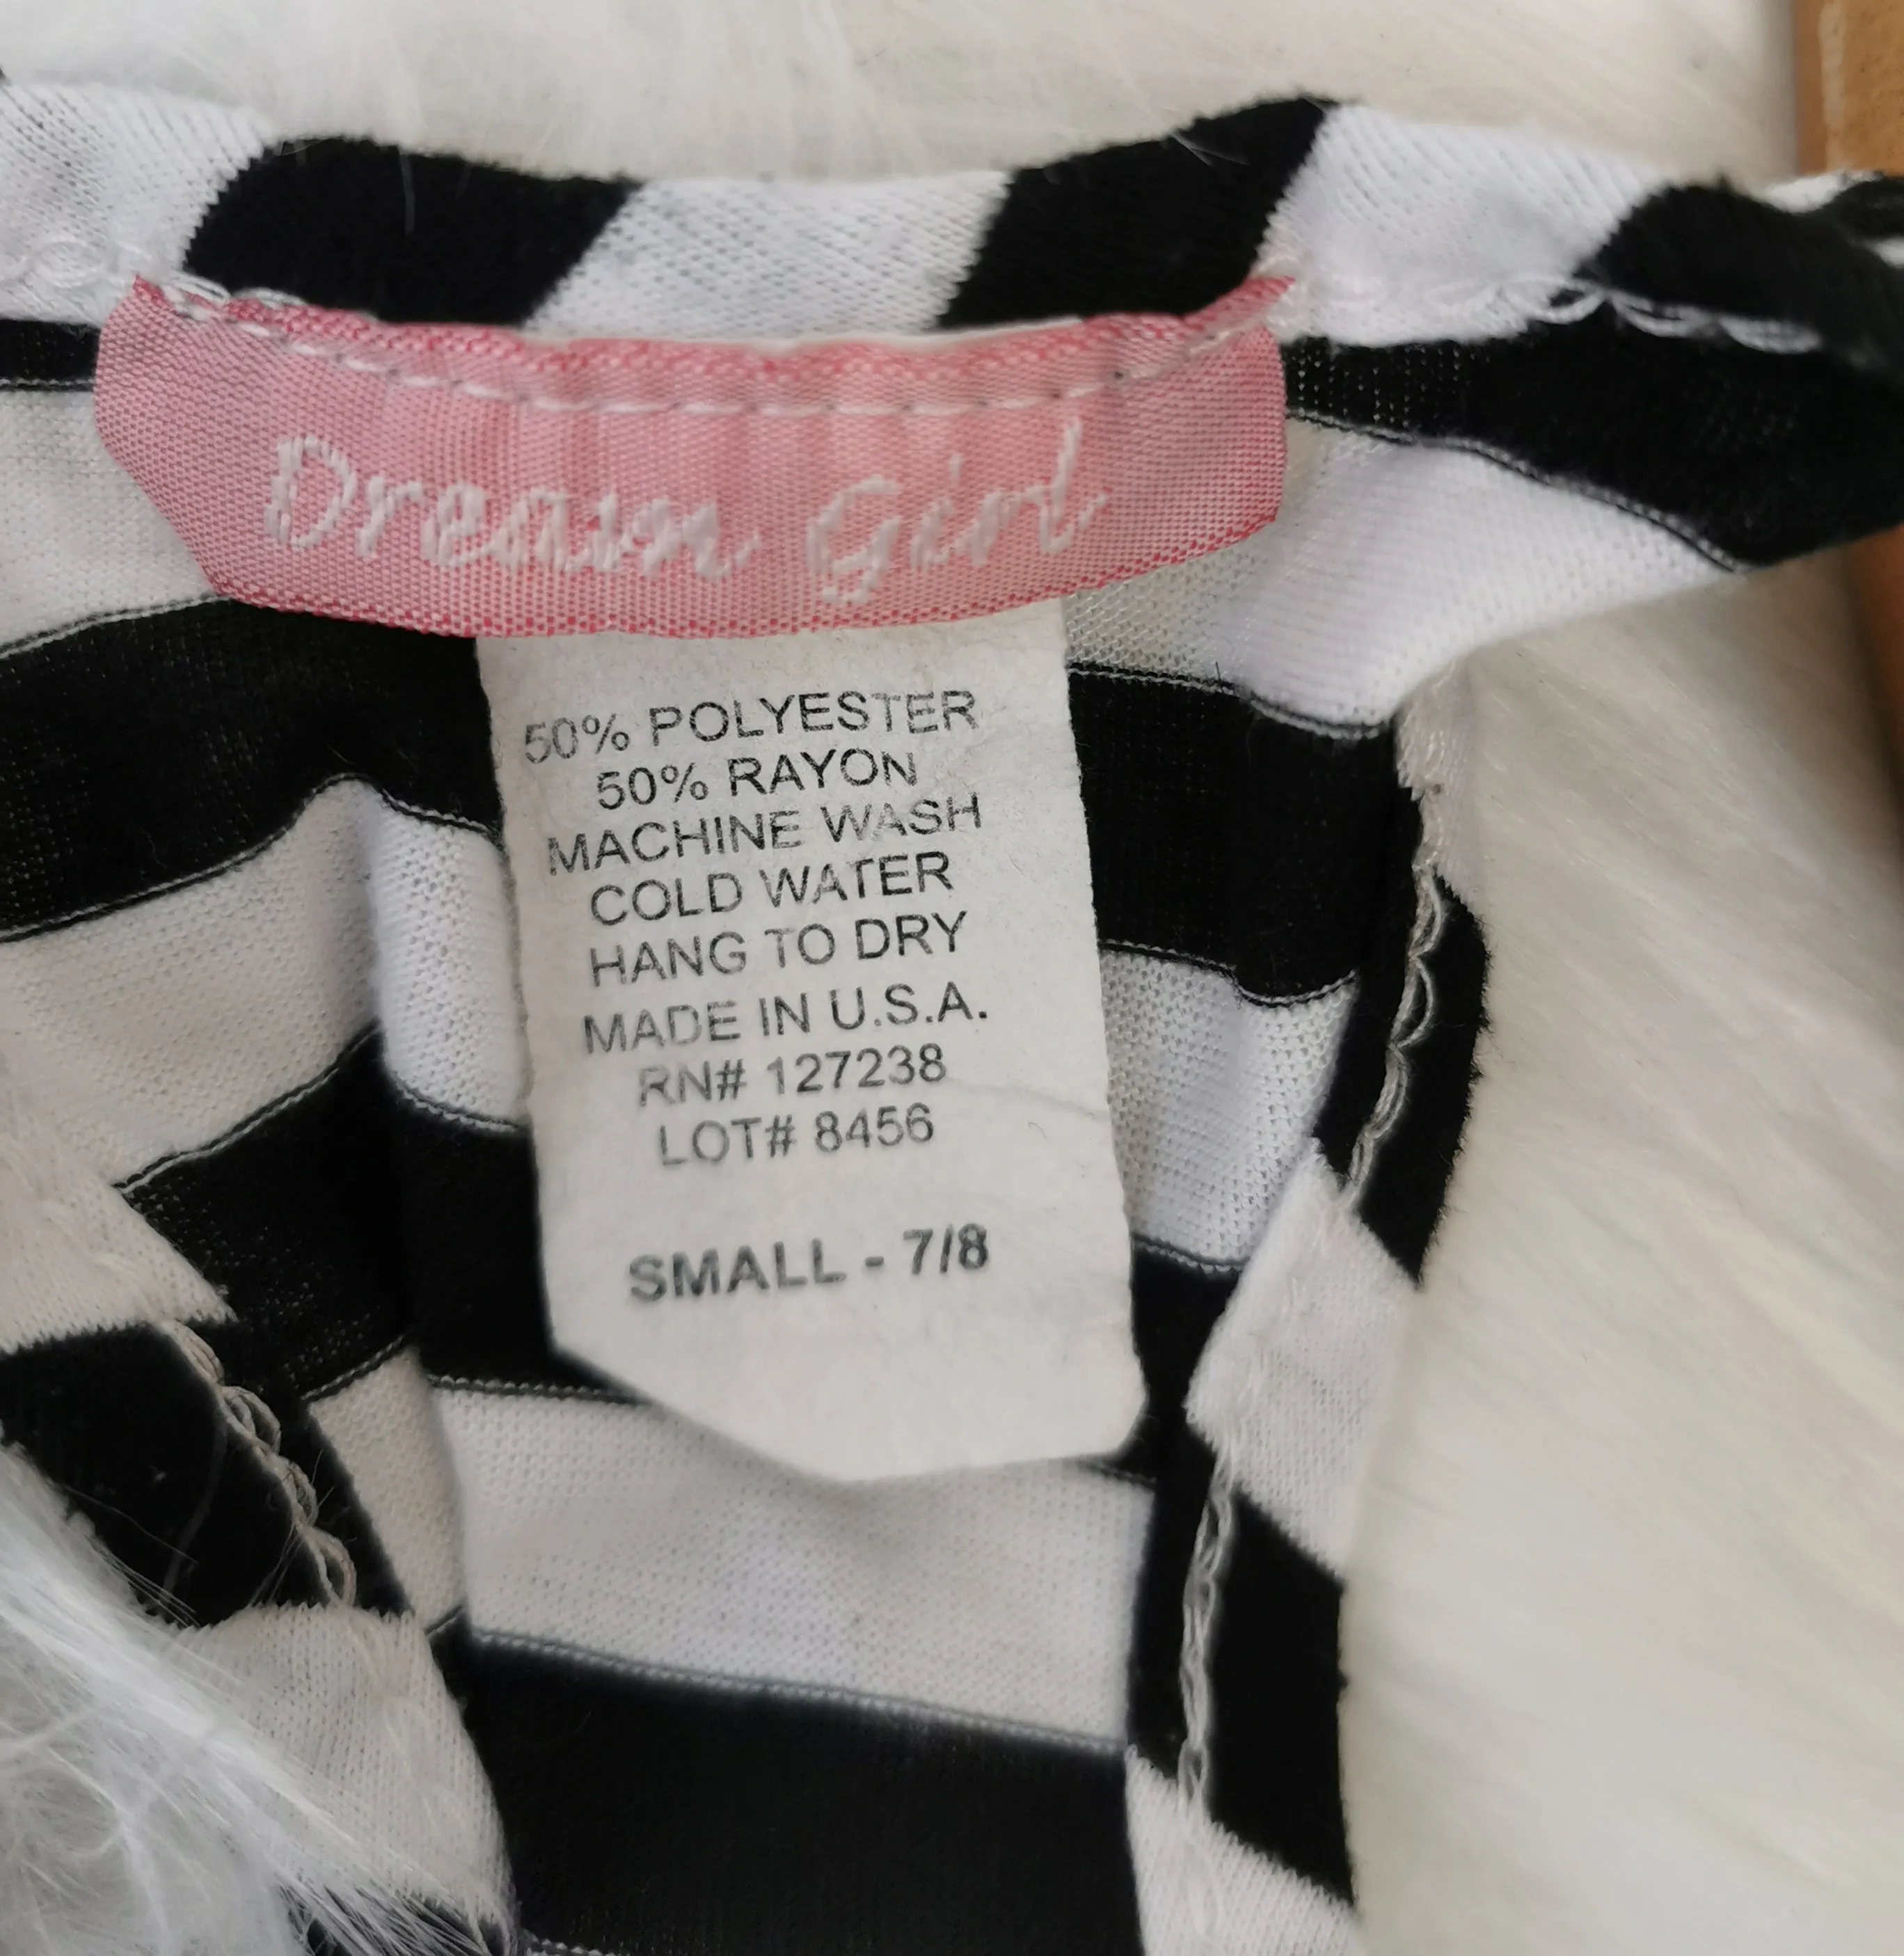 Dream Girl
50% POLYESTER
50% RAYON
MACHINE WASH
COLD WATER
HANG TO DRY
MADE IN U.S.A.
RN# 127238
LOT# 8456
SMALL - 7/8